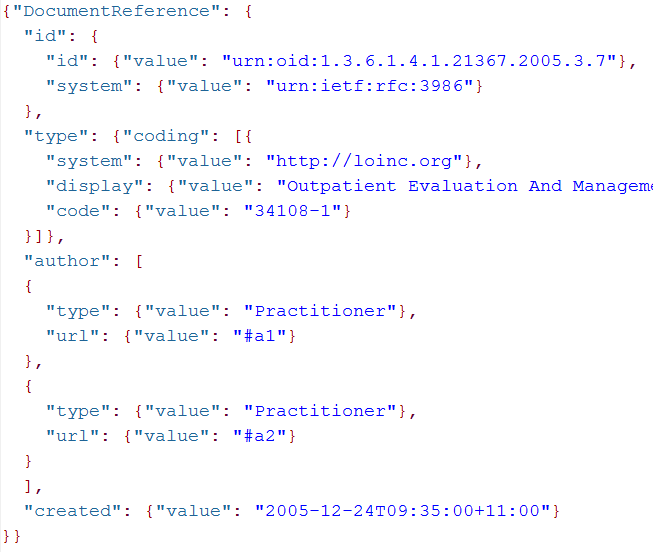 {"DocumentReference": {
  "id": {
    "id": {"value": "urn:oid:1.3.6.1.4.1.21367.2005.3.7"},
    "system": {"value": "urn:ietf:rfc:3986"}
  },
  "type": {"coding": [{
    "system": {"value": "http://loinc.org"},
    "display": {"value": "Outpatient Evaluation And
    "code": {"value": "34108-1"}
  }]},
  "author": [
  {
    "type": {"value": "Practitioner"},
    "url": {"value": "#a1"}
  },
  {
    "type": {"value": "Practitioner"},
    "url": {"value": "#a2"}
  }
  ],
  "created": {"value": "2005-12-24T09:35:00+11:00"}
}}